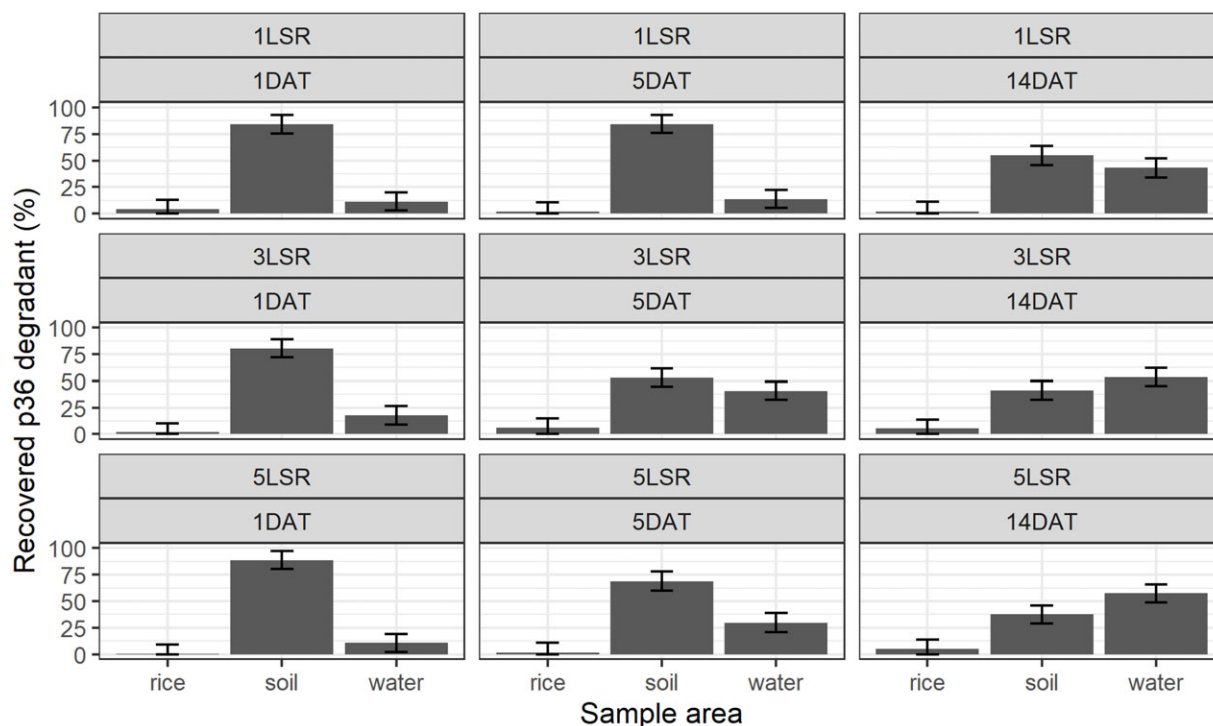 1LSR 1LSR 1LSR
1DAT 5DAT 14DAT
100
75
50
25
0
3LSR 3LSR 3LSR
1DAT 5DAT 14DAT
100
75
50
25
0
5LSR 5LSR 5LSR
1DAT 5DAT 14DAT
100
75
50
25
0
rice soil water rice soil water rice soil water
Sample area
Recovered p36 degradant (%)